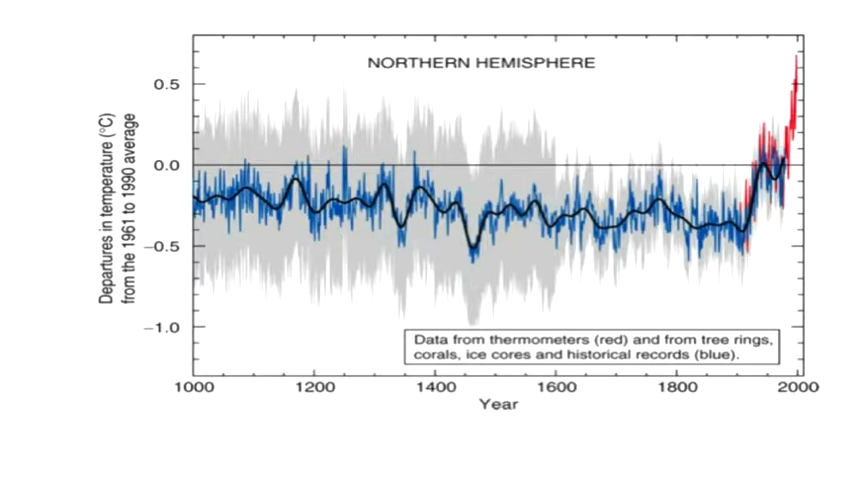 NORTHERN HEMISPHERE
Departures in temperature (°C)
from the 1961 to 1990 average
0.5
0.0
−0.5
−1.0
Data from thermometers (red) and from tree rings,
corals, ice cores and historical records (blue).
1000 1200 1400 1600 1800 2000
Year